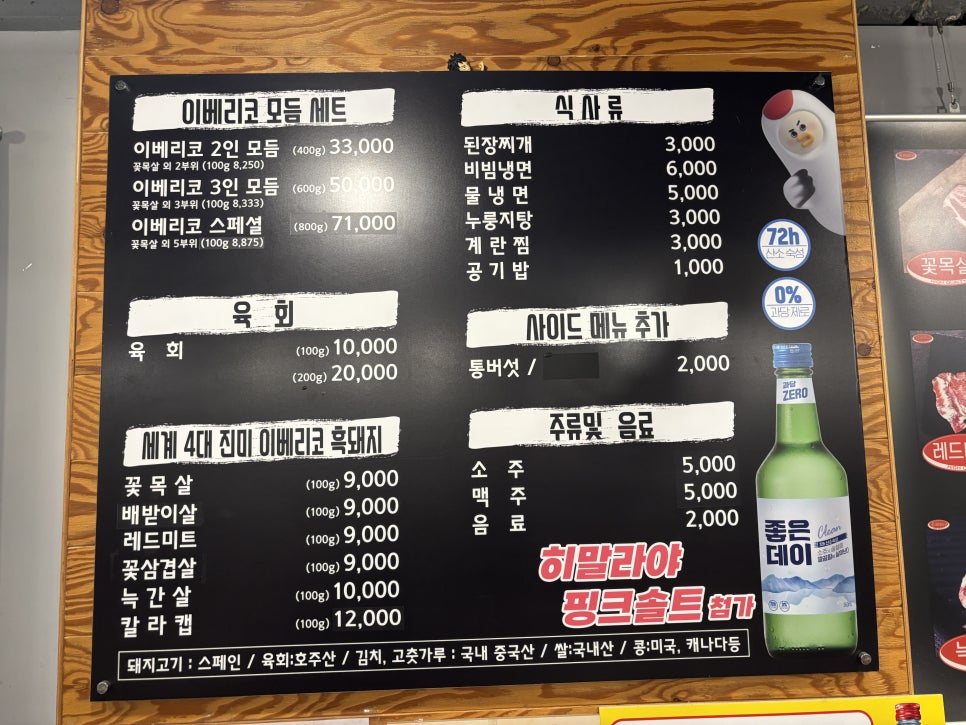 이베리코 모듬 세트
이베리코 2인 모듬 (400g) 33,000
꽃목살 외 2부위 (100g 8,250)
이베리코 3인 모듬 (600g) 50,000
꽃목살 외 3부위 (100g 8,333)
이베리코 스페셜 (800g) 71,000
꽃목살 외 5부위 (100g 8,875)
육 회
육 회 (100g) 10,000
(200g) 20,000
세계 4대 진미 이베리코 흑돼지
꽃 목 살 (100g) 9,000
배받이살 (100g) 9,000
레드미트 (100g) 9,000
꽃삼겹살 (100g) 9,000
늑 간 살 (100g) 10,000
칼 라 캡 (100g) 12,000
식 사 류
된장찌개 3,000
비빔냉면 6,000
물 냉 면 5,000
누룽지탕 3,000
계 란 찜 3,000
공 기 밥 1,000
사이드 메뉴 추가
통버섯 / 2,000
주류및 음료
소 주 5,000
맥 주 5,000
음 료 2,000
히말라야
핑크솔트 첨가
72h
산소숙성
0%
과당제로
과당
ZERO
좋은
데이
Clean
돼지고기 : 스페인 / 육회:호주산 / 김치, 고춧가루 : 국내 중국산 / 쌀:국내산 / 콩:미국, 캐나다등
꽃목살